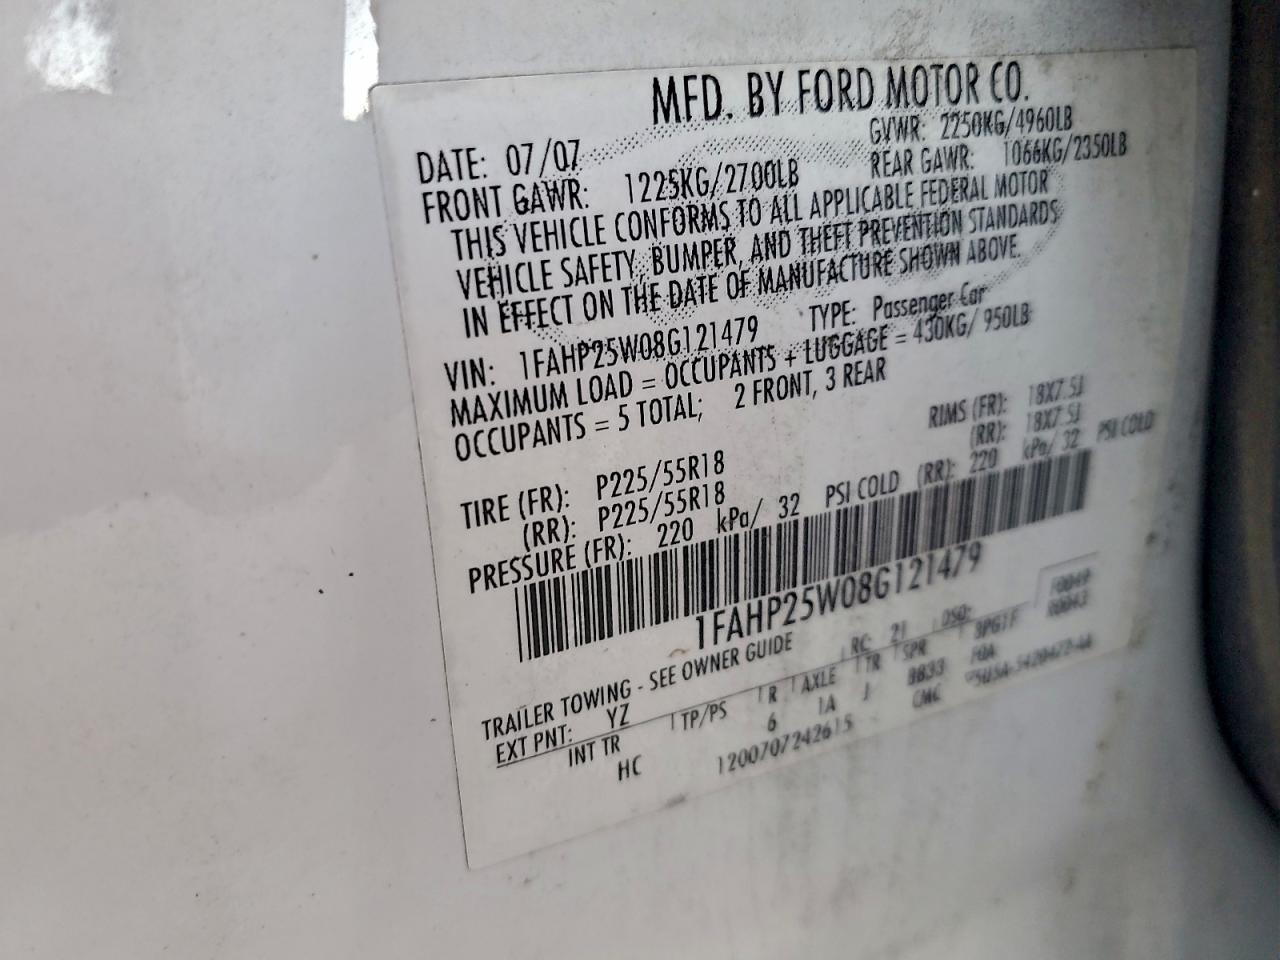 MFD. BY FORD MOTOR CO.
DATE: 07/07 GVWR: 2250KG/4960LB
FRONT GAWR: 1225KG/2700LB REAR GAWR: 1066KG/2350LB
THIS VEHICLE CONFORMS TO ALL APPLICABLE FEDERAL MOTOR
VEHICLE SAFETY, BUMPER, AND THEFT PREVENTION STANDARDS
IN EFFECT ON THE DATE OF MANUFACTURE SHOWN ABOVE.
VIN: 1FAHP25W08G121479 TYPE: Passenger Car
MAXIMUM LOAD = OCCUPANTS + LUGGAGE = 430KG/ 950LB
OCCUPANTS = 5 TOTAL; 2 FRONT, 3 REAR
TIRE (FR): P225/55R18 RIMS (FR): 18X7.5J
(RR): P225/55R18 (RR): 18X7.5J
PRESSURE (FR): 220 kPa/ 32 PSI COLD (RR): 220 kPa/ 32 PSI COLD
1FAHP25W08G121479
TRAILER TOWING - SEE OWNER GUIDE
EXT PNT: YZ RC: 21 DSO:
INT TR TP/PS R AXLE TR SPR
HC 6 1A J BB33
1200707242615